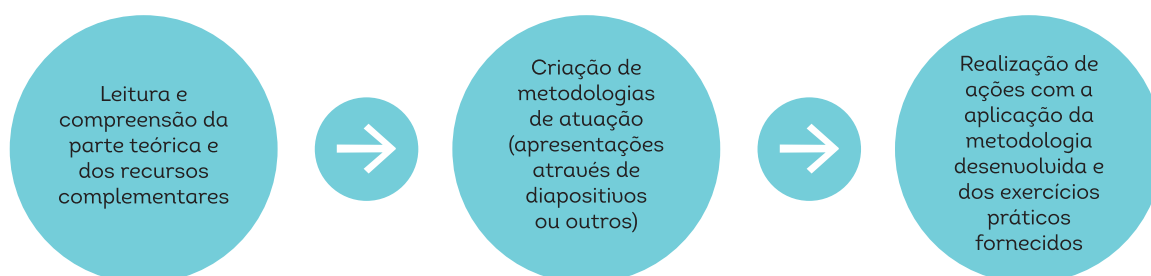 Leitura e
compreensão da
parte teórica e
dos recursos
complementares
Criação de
metodologias
de atuação
(apresentações
através de
diapositivos
ou outros)
Realização de
ações com a
aplicação da
metodologia
desenvolvida e
dos exercícios
práticos
fornecidos